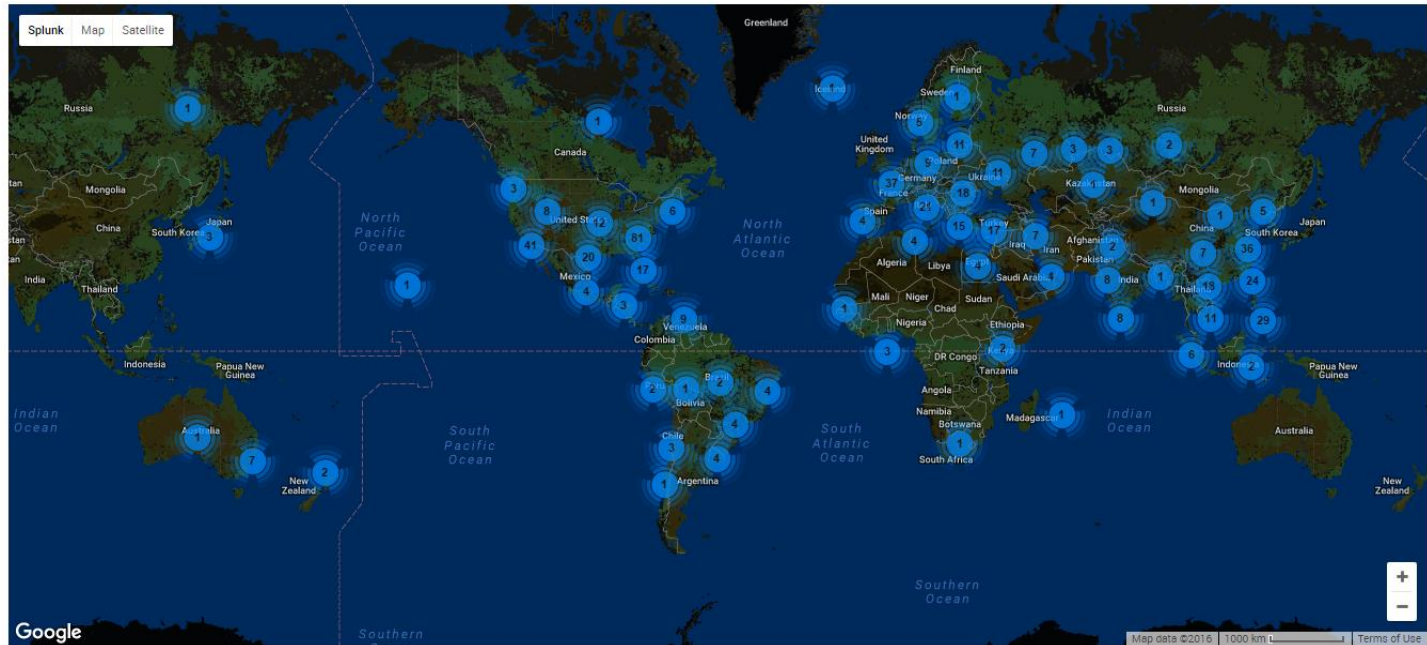 Splunk
Map
Satellite
Greenland
Iceland
1
Finland
Sweden
1
Russia
1
Canada
1
Norway
5
Russia
United
Kingdom
11
Poland
9
Germany
7
3
3
2
Ukraine
11
Mongolia
China
Japan
South Korea
3
3
8
United States
12
6
41
81
20
17
Mexico
4
3
North
Pacific
Ocean
1
North
Atlantic
Ocean
37
France
18
21
Spain
4
15
Turkey
17
4
Kazakhstan
Mongolia
1
1
5
China
Japan
South Korea
36
7
Iraq
Iran
Afghanistan
2
Pakistan
7
Algeria
Libya
Egypt
4
Saudi Arabia
8
India
1
18
24
Thailand
India
Thailand
Mali
Niger
Chad
Sudan
1
Nigeria
Ethiopia
8
11
29
9
Venezuela
Colombia
3
DR Congo
Kenya
2
Tanzania
6
Indonesia
2
Papua New
Guinea
Indonesia
Papua New
Guinea
Peru
2
1
Brazil
2
4
Bolivia
4
Angola
Namibia
Botswana
Madagascar
1
Indian
Ocean
Indian
Ocean
Australia
1
7
2
New
Zealand
South
Pacific
Ocean
Chile
3
4
1
Argentina
South
Atlantic
Ocean
1
South Africa
Australia
New
Zealand
Southern
Ocean
Southern
+
−
Google
Map data ©2016
1000 km
Terms of Use